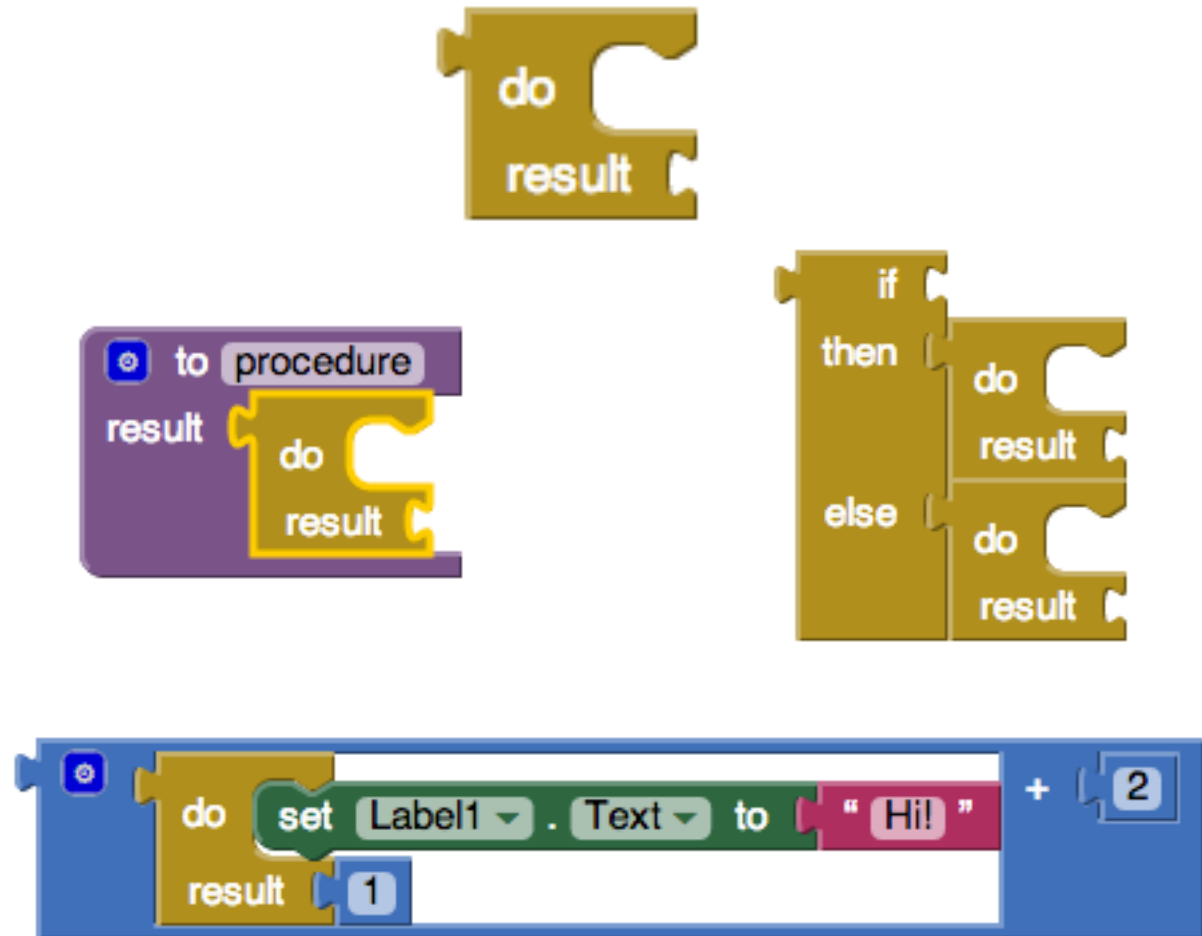 do
result
to procedure
result
do
result
if
then
do
result
else
do
result
do set Label1 . Text to “ Hi! ” + 2
result 1